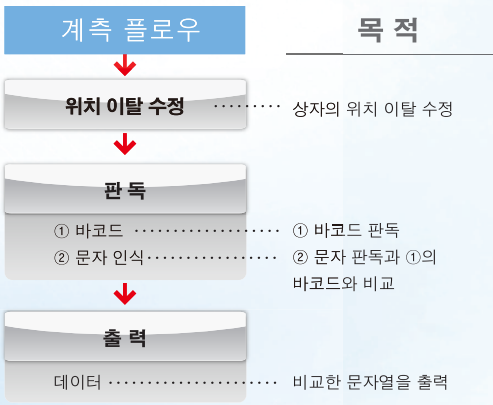 계측 플로우 목적
위치 이탈 수정 ········· 상자의 위치 이탈 수정
판독
① 바코드 ·················· ① 바코드 판독
② 문자 인식 ················ ② 문자 판독과 ①의
바코드와 비교
출력
데이터 ····················· 비교한 문자열을 출력